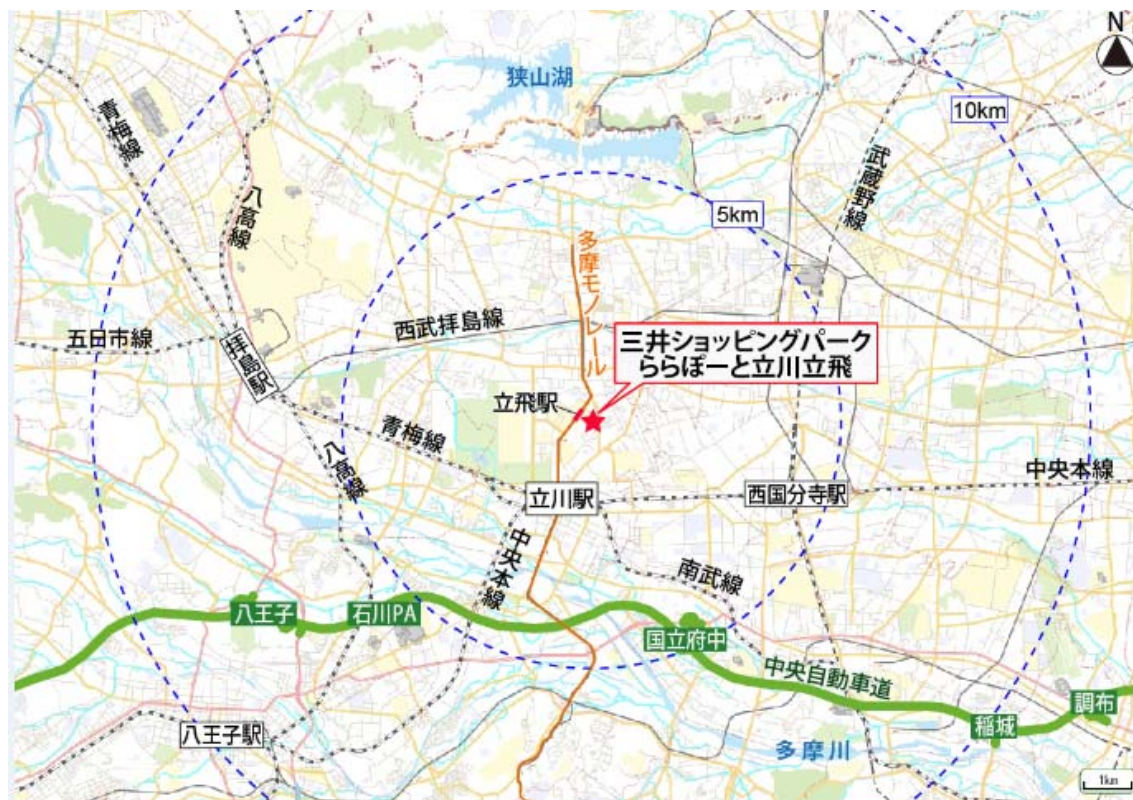 N
狭山湖
10km
青梅線
武蔵野線
八高線
5km
多摩モノレール
西武拝島線
五日市線
三井ショッピングパーク
ららぽーと立川立飛
拝島駅
立飛駅
青梅線
八高線
中央本線
立川駅
西国分寺駅
中央本線
南武線
八王子
石川PA
国立府中
中央自動車道
調布
稲城
八王子駅
多摩川
1km